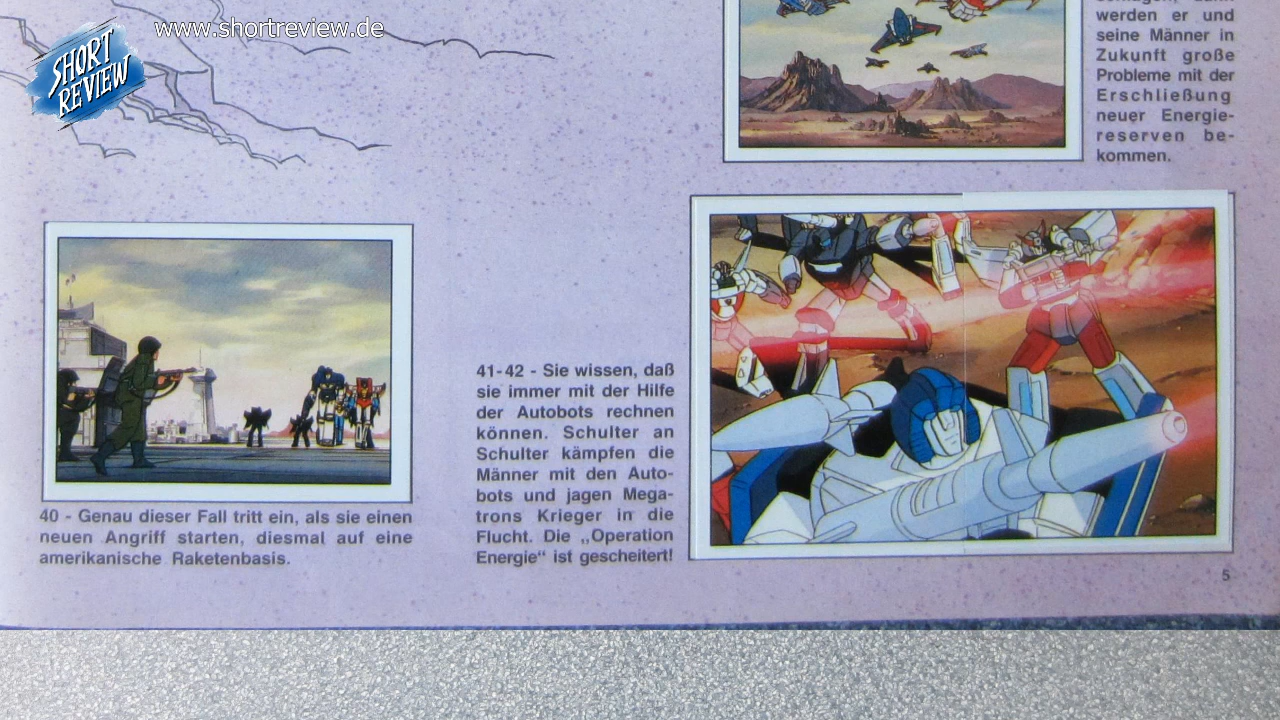 SHORT
REVIEW
www.shortreview.de
werden er und
seine Männer in
Zukunft große
Probleme mit der
Erschließung
neuer Energie-
reserven be-
kommen.
40 - Genau dieser Fall tritt ein, als sie einen
neuen Angriff starten, diesmal auf eine
amerikanische Raketenbasis.
41-42 - Sie wissen, daß
sie immer mit der Hilfe
der Autobots rechnen
können. Schulter an
Schulter kämpfen die
Männer mit den Auto-
bots und jagen Mega-
trons Krieger in die
Flucht. Die „Operation
Energie“ ist gescheitert!
5